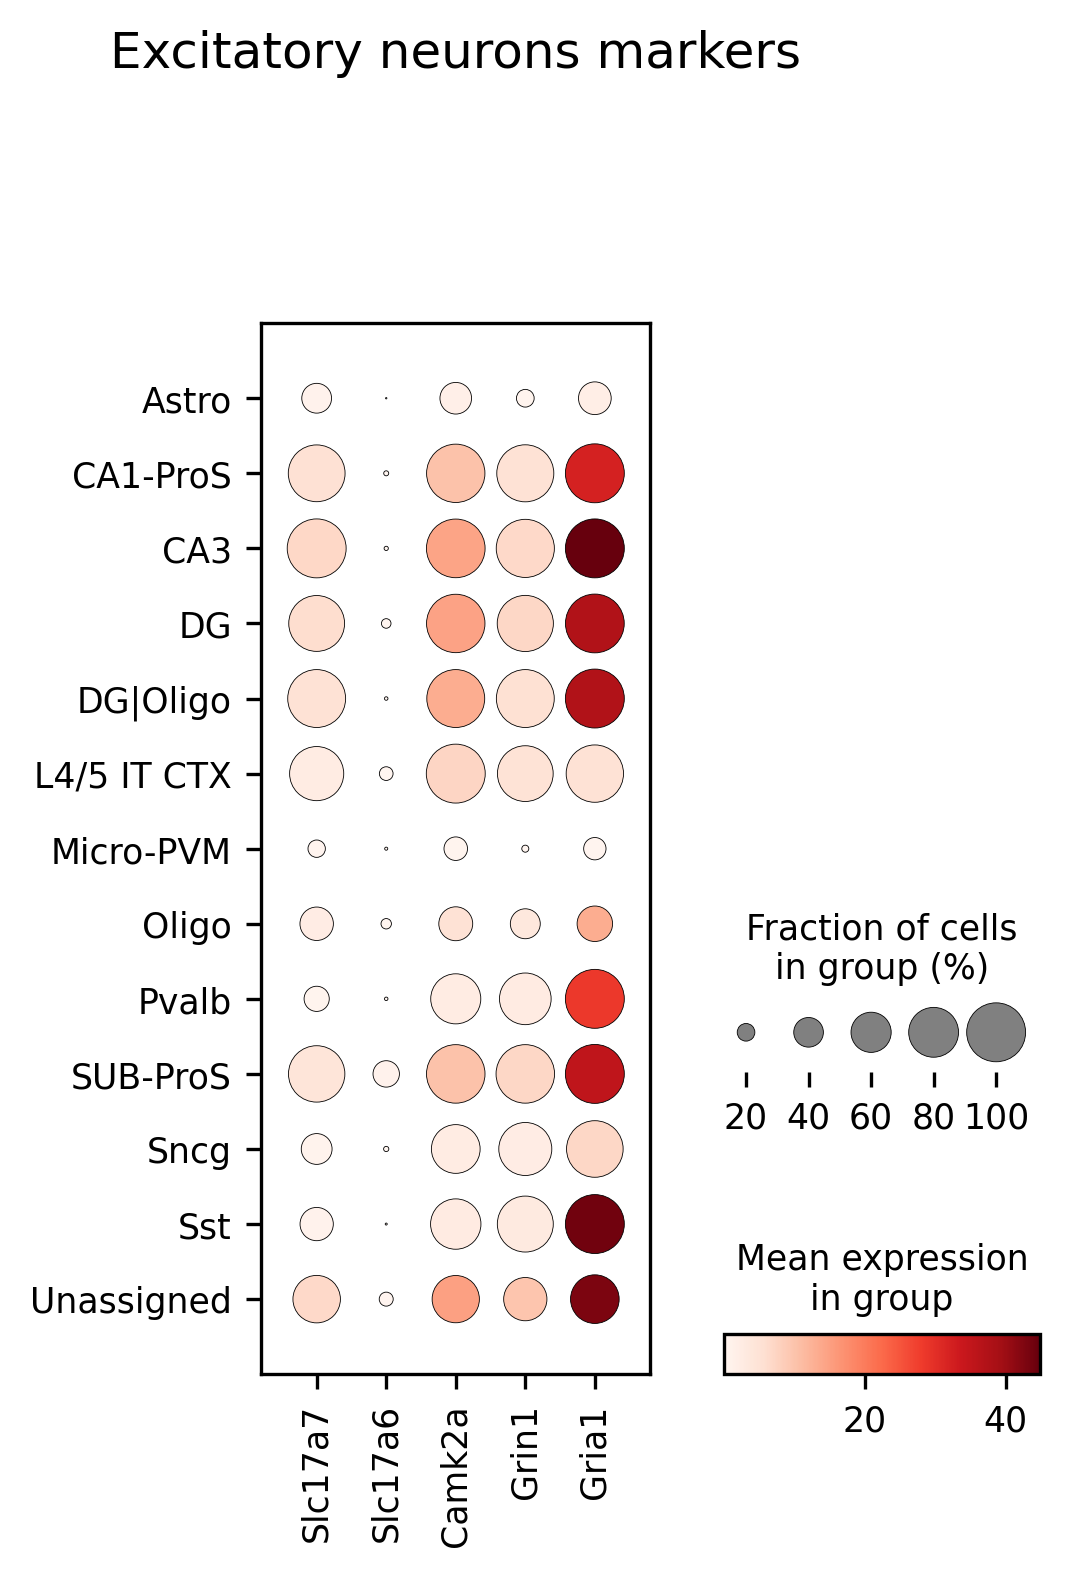 Excitatory neurons markers
Astro
CA1-ProS
CA3
DG
DG|Oligo
L4/5 IT CTX
Micro-PVM
Oligo
Pvalb
SUB-ProS
Sncg
Sst
Unassigned
Slc17a7
Slc17a6
Camk2a
Grin1
Gria1
Fraction of cells
in group (%)
20 40 60 80 100
Mean expression
in group
20 40